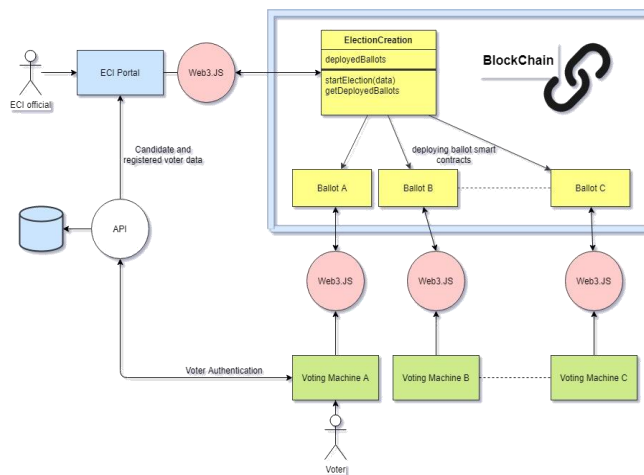 ElectionCreation
deployedBallots
startElection(data)
getDeployedBallots
BlockChain
ECI Portal
Web3.JS
ECI official
Candidate and
registered voter data
deploying ballot smart
contracts
Ballot A
Ballot B
Ballot C
API
Web3.JS
Web3.JS
Web3.JS
Voter Authentication
Voting Machine A
Voting Machine B
Voting Machine C
Voterj